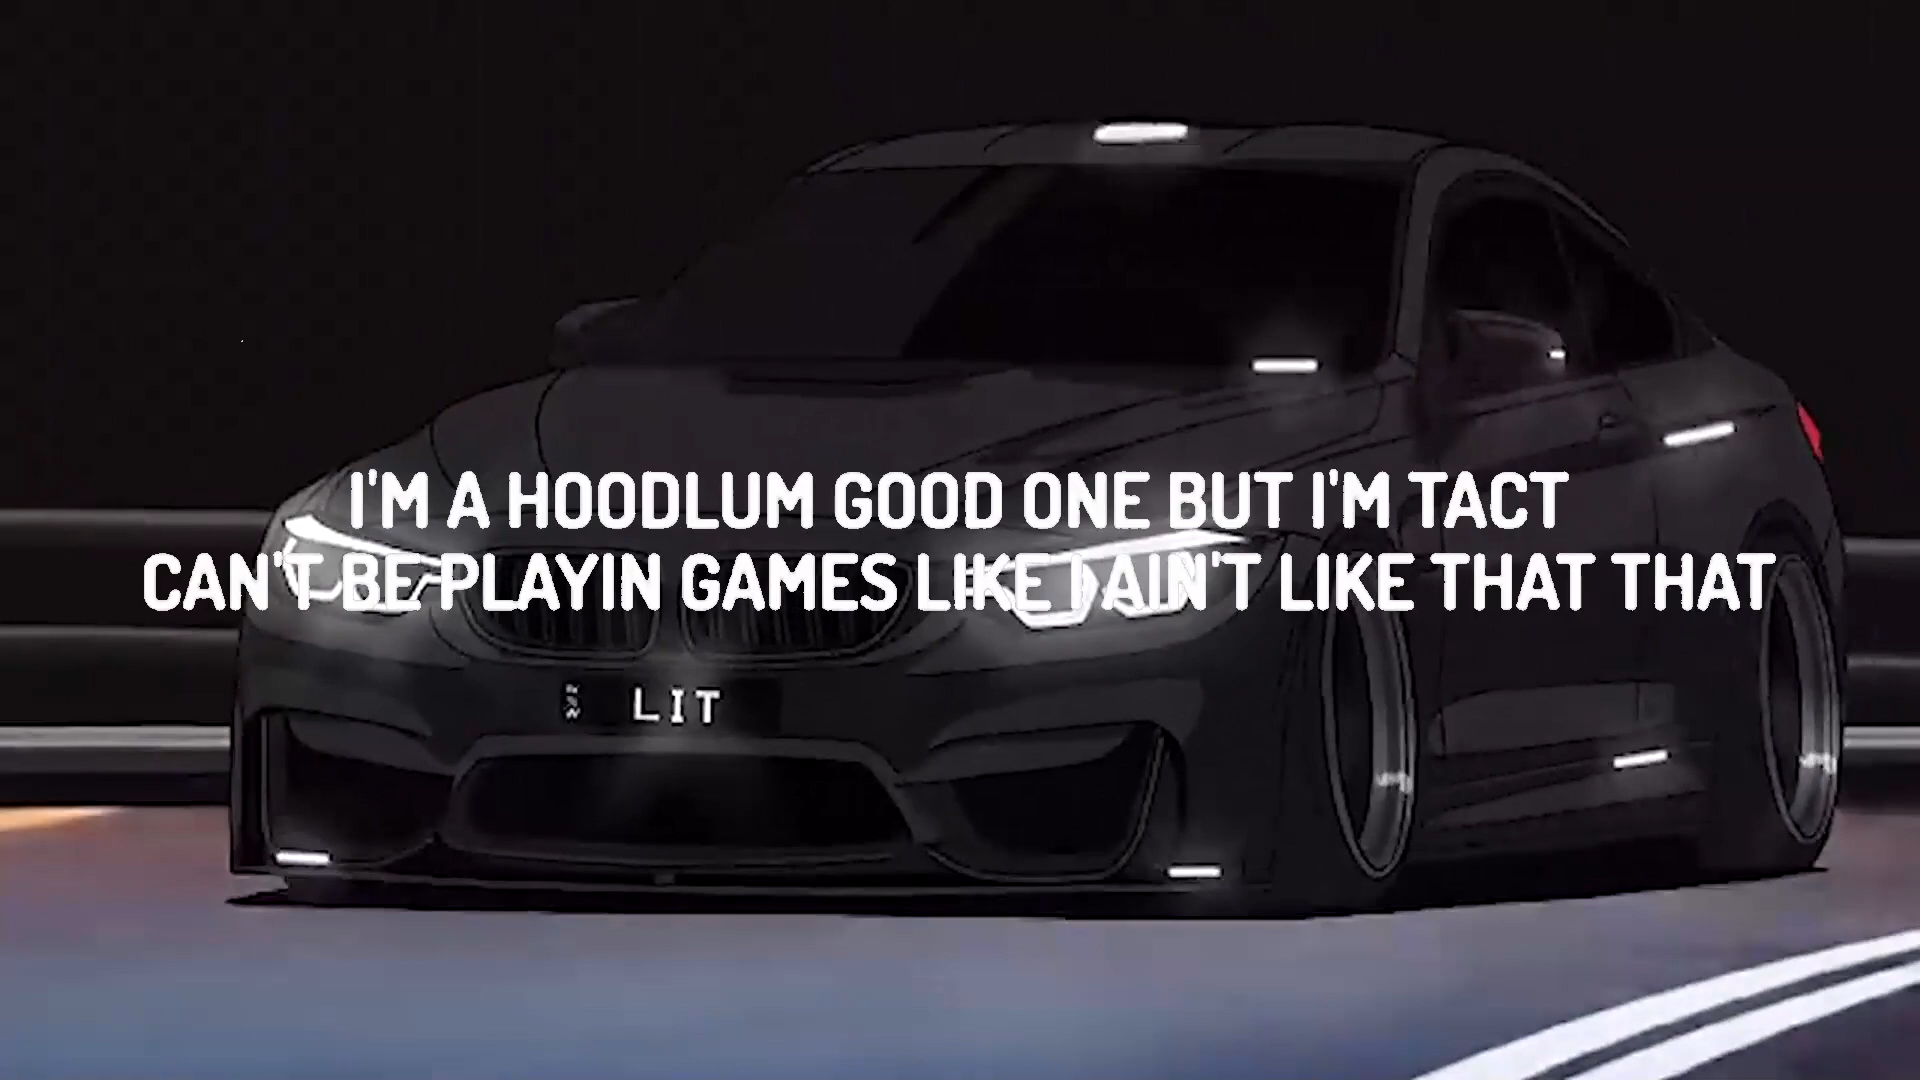 I'M A HOODLUM GOOD ONE BUT I'M TACT
CAN'T BE PLAYIN GAMES LIKE I AIN'T LIKE THAT THAT
LIT